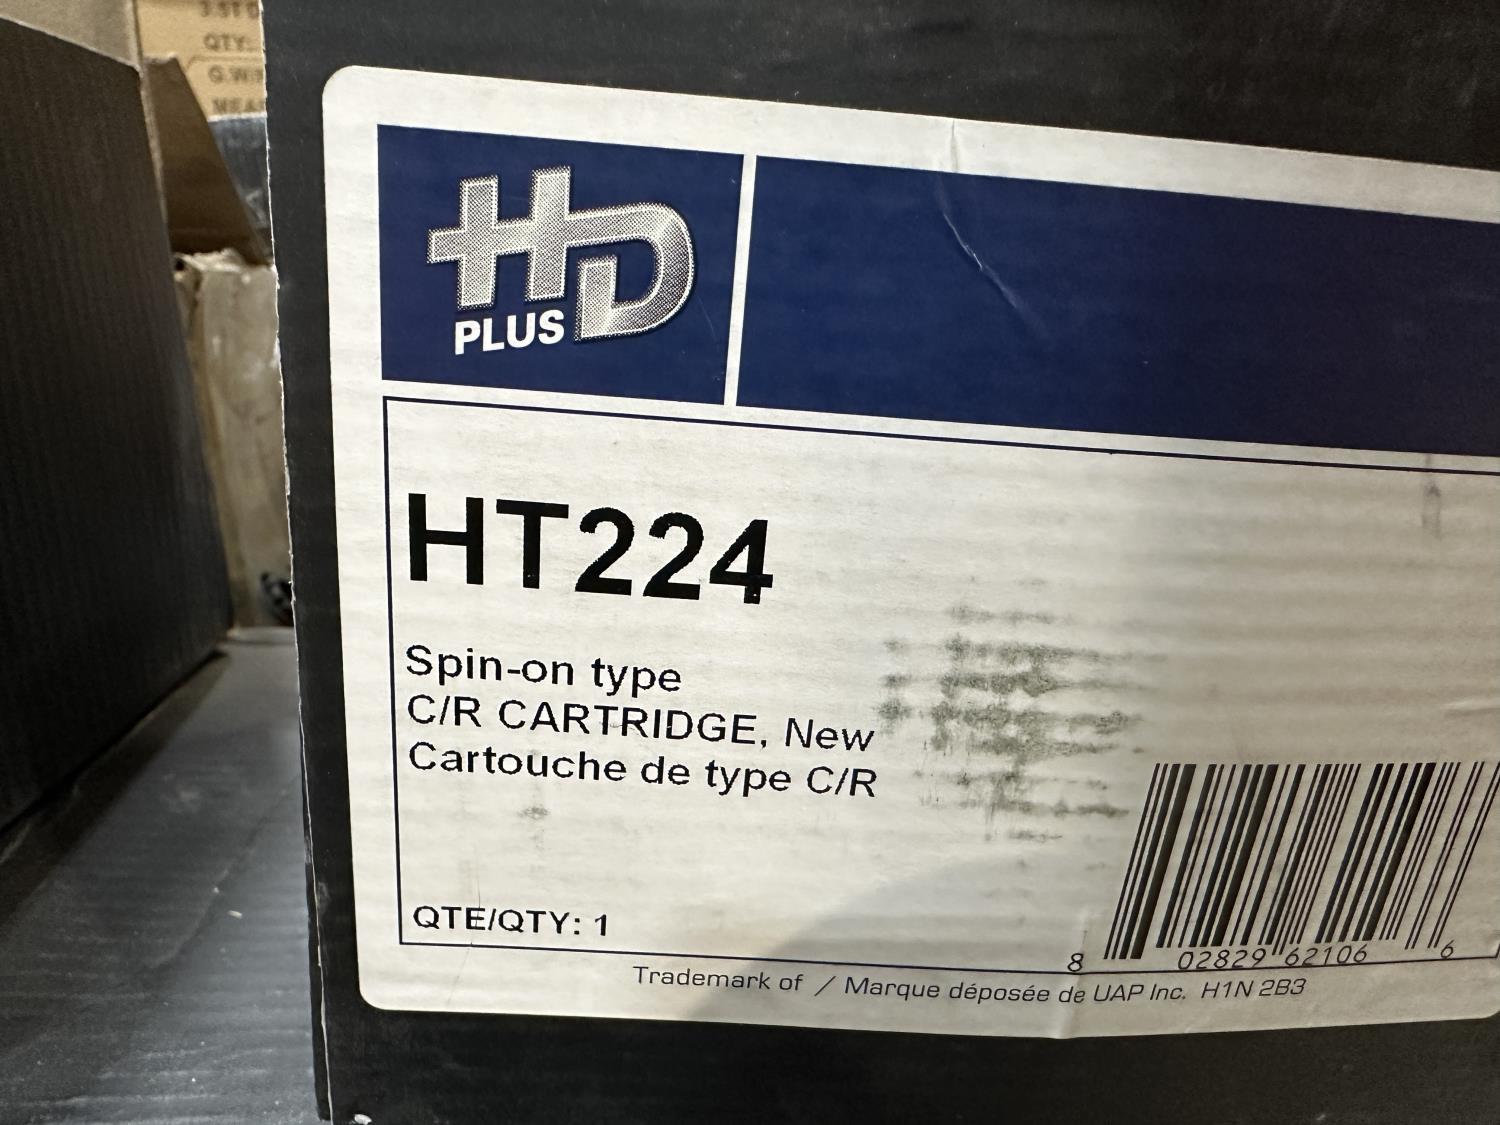 QTY:
HD
PLUS
HT224
Spin-on type
C/R CARTRIDGE, New
Cartouche de type C/R
QTE/QTY: 1
8 02829 62106 6
Trademark of / Marque déposée de UAP Inc. H1N 2B3